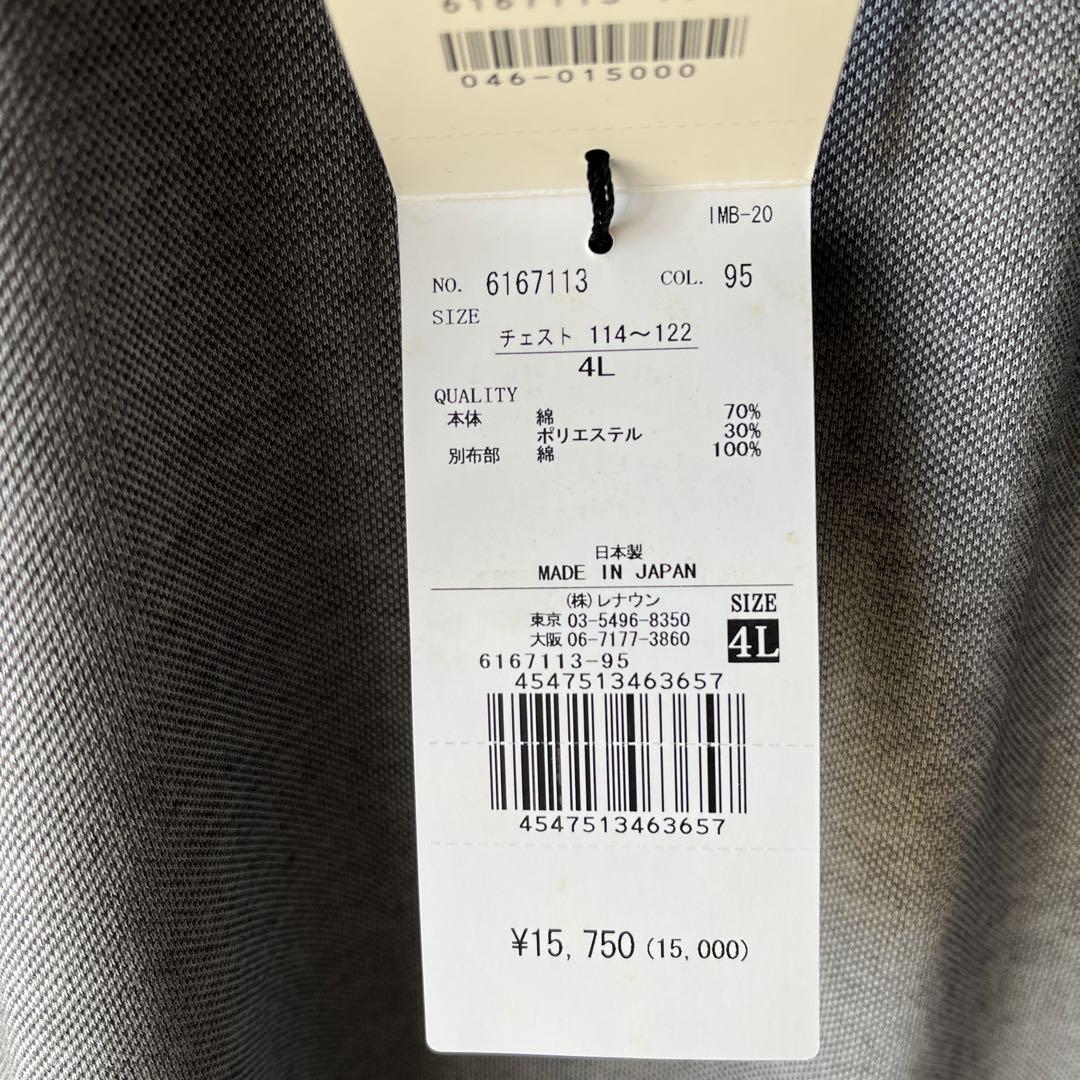 6167113
046-015000
IMB-20
NO. 6167113 COL. 95
SIZE
チェスト 114〜122
4L
QUALITY
本体 綿 70%
ポリエステル 30%
別布部 綿 100%
日本製
MADE IN JAPAN
(株)レナウン SIZE
東京 03-5496-8350
大阪 06-7177-3860 4L
6167113-95
4547513463657
4547513463657
¥15,750 (15,000)